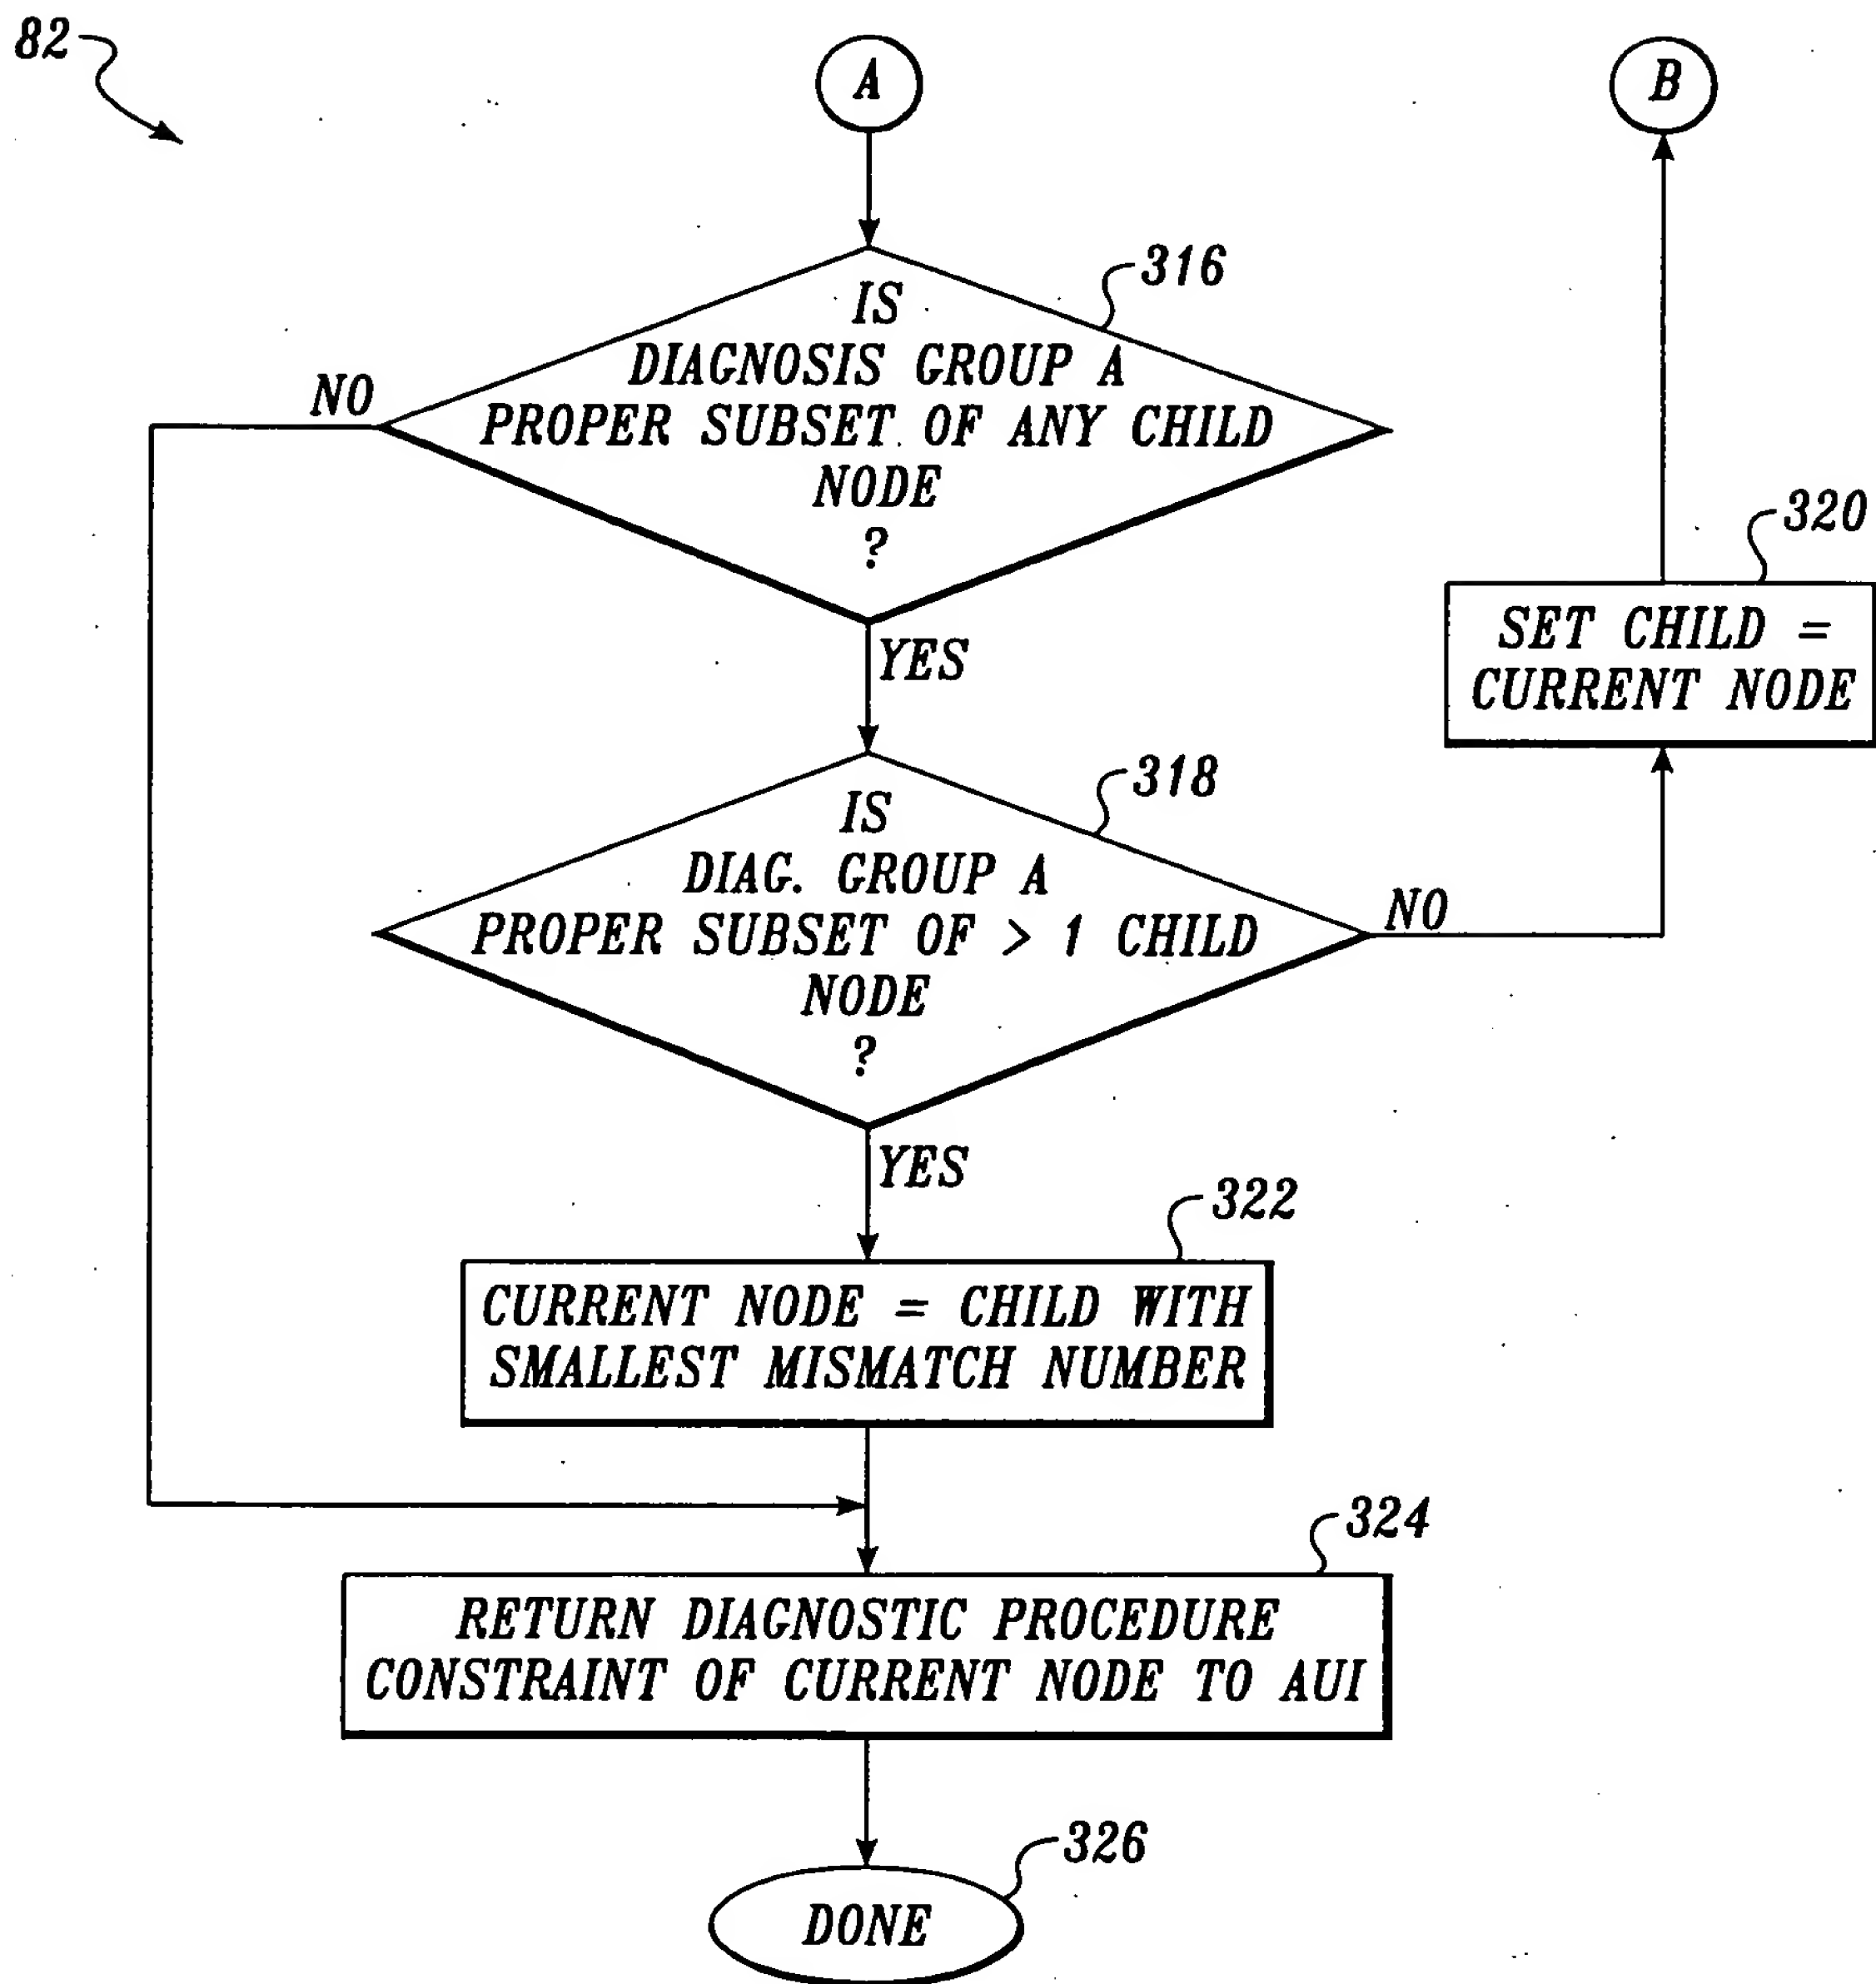 82
A
B
316
IS
DIAGNOSIS GROUP A
PROPER SUBSET OF ANY CHILD
NODE
?
NO
YES
320
SET CHILD =
CURRENT NODE
318
IS
DIAG. GROUP A
PROPER SUBSET OF > 1 CHILD
NODE
?
NO
YES
322
CURRENT NODE = CHILD WITH
SMALLEST MISMATCH NUMBER
324
RETURN DIAGNOSTIC PROCEDURE
CONSTRAINT OF CURRENT NODE TO AUI
326
DONE